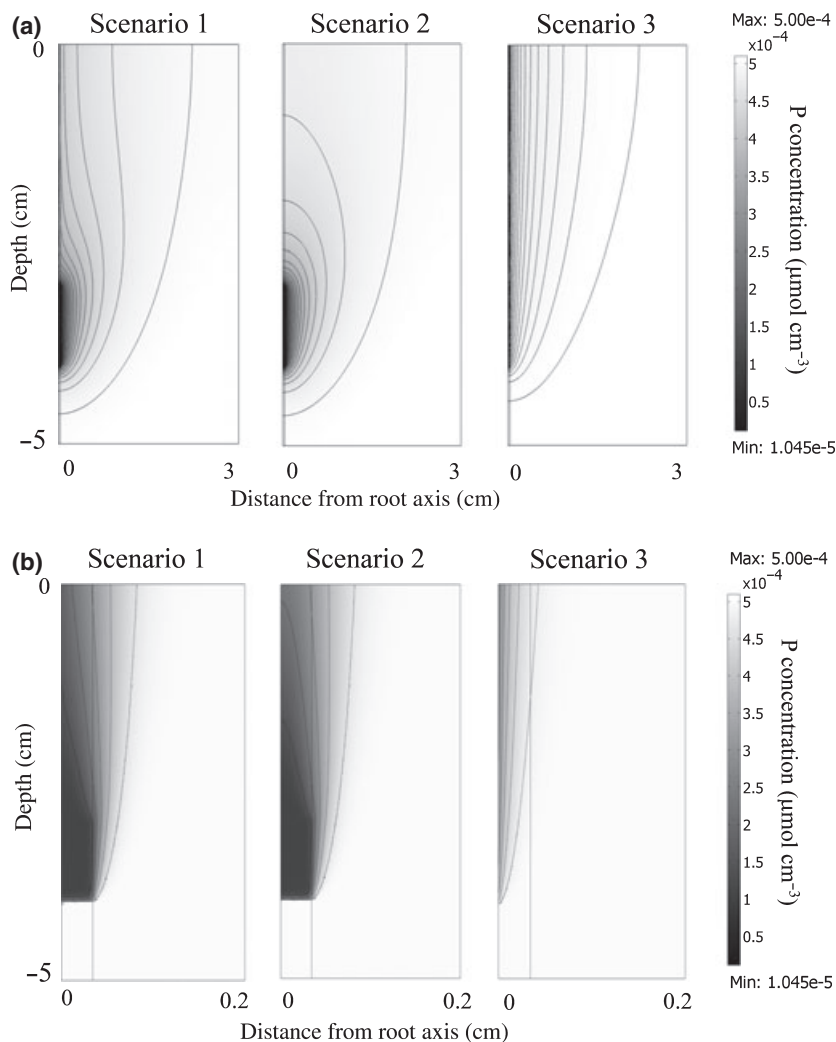 (a) Scenario 1 Scenario 2 Scenario 3
Max: 5.00e-4
×10⁻⁴
0
5
4.5
4
3.5
3
2.5
2
1.5
1
0.5
Min: 1.045e-5
P concentration (µmol cm⁻³)
Depth (cm)
−5
0 3 0 3 0 3
Distance from root axis (cm)
(b) Scenario 1 Scenario 2 Scenario 3
Max: 5.00e-4
×10⁻⁴
0
5
4.5
4
3.5
3
2.5
2
1.5
1
0.5
Min: 1.045e-5
P concentration (µmol cm⁻³)
Depth (cm)
−5
0 0.2 0 0.2 0 0.2
Distance from root axis (cm)